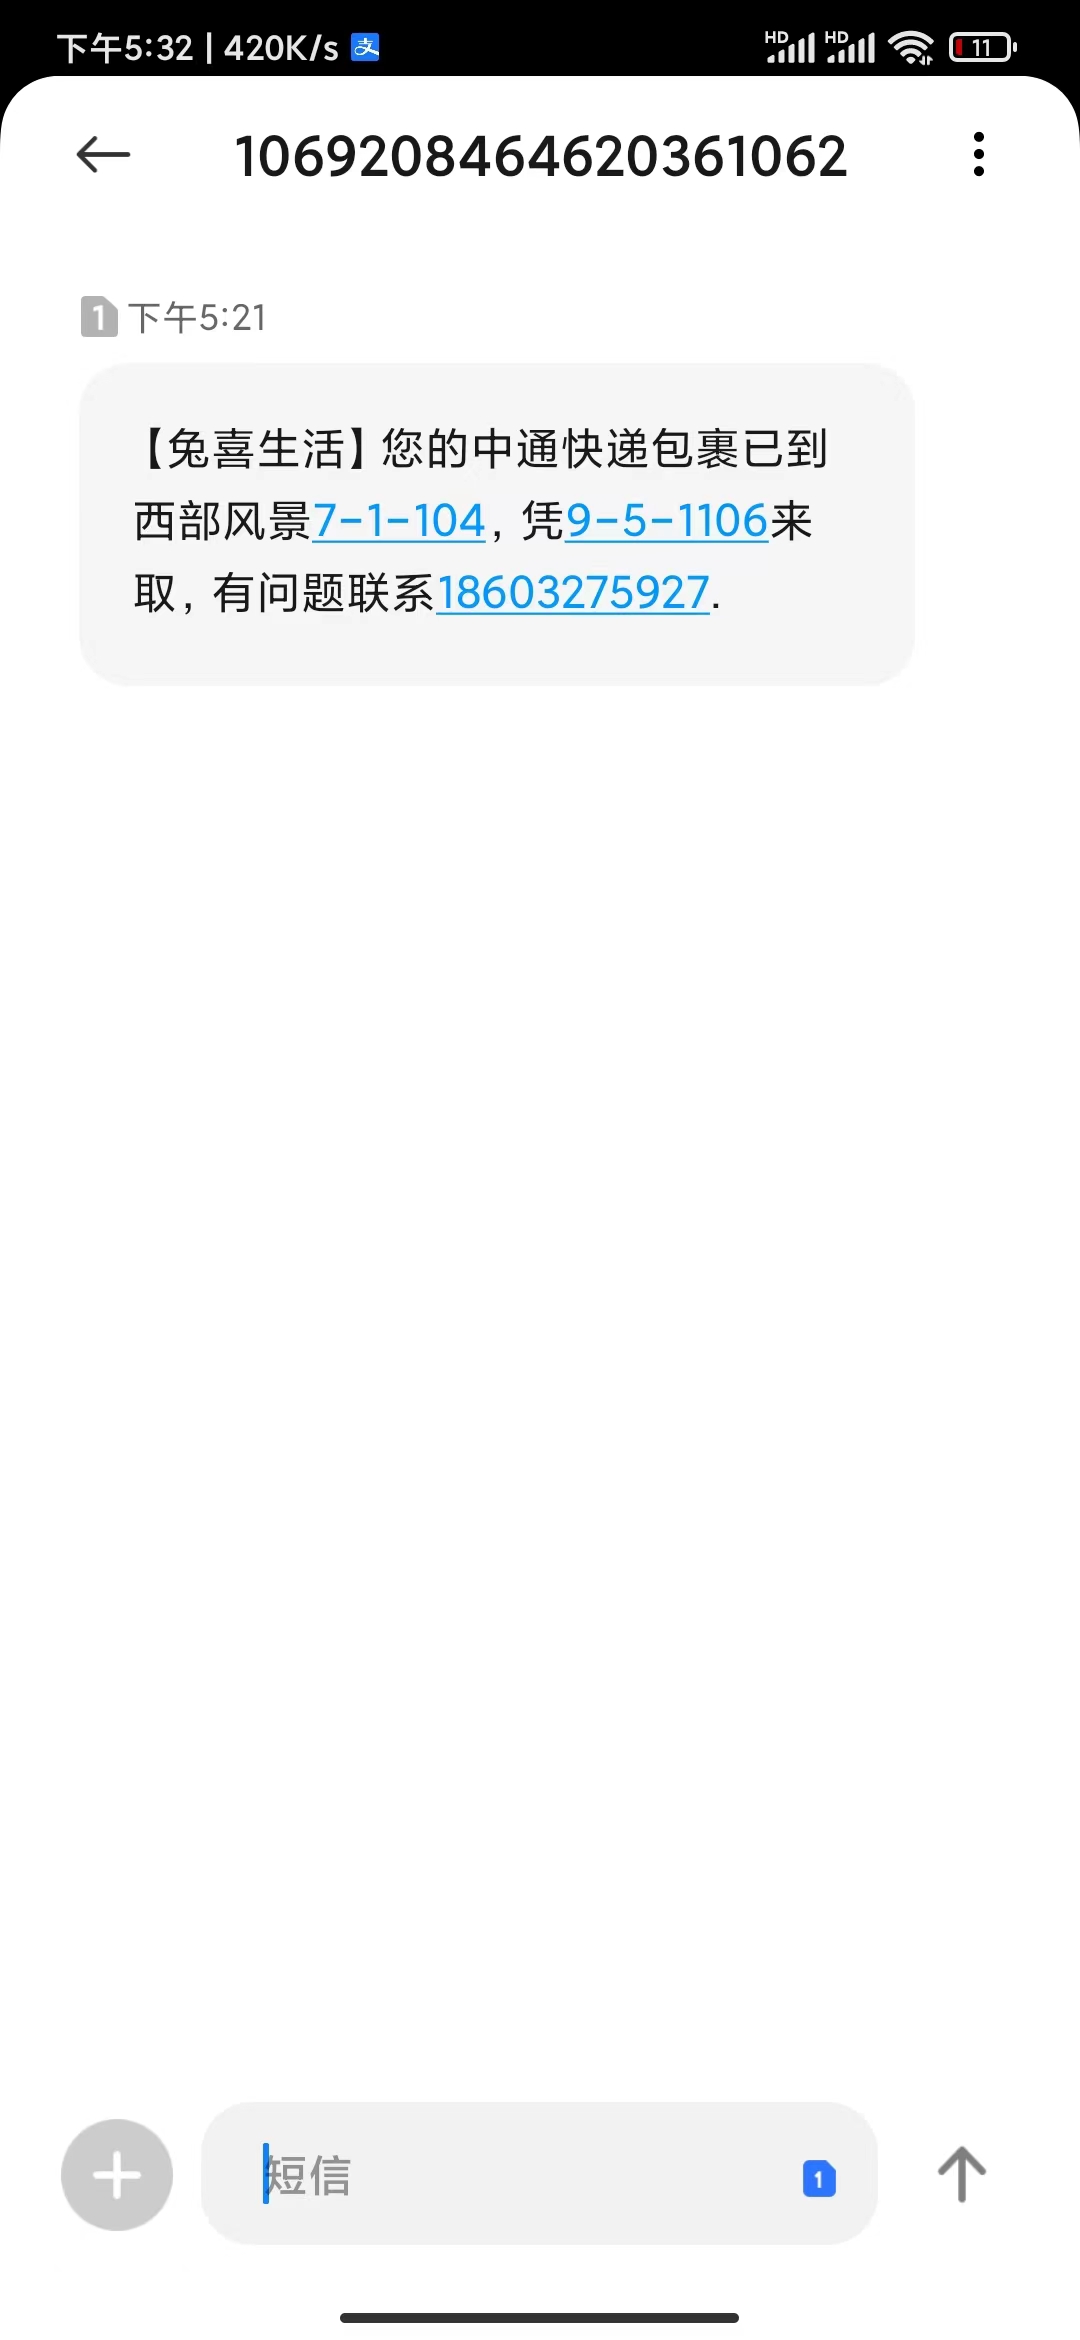 下午5:32 | 420K/s 支 HD HD 11
106920846462036​1062
1 下午5:21
【兔喜生活】您的中通快递包裹已到
西部风景7-1-104，凭9-5-1106来
取，有问题联系18603275927.
短信 1